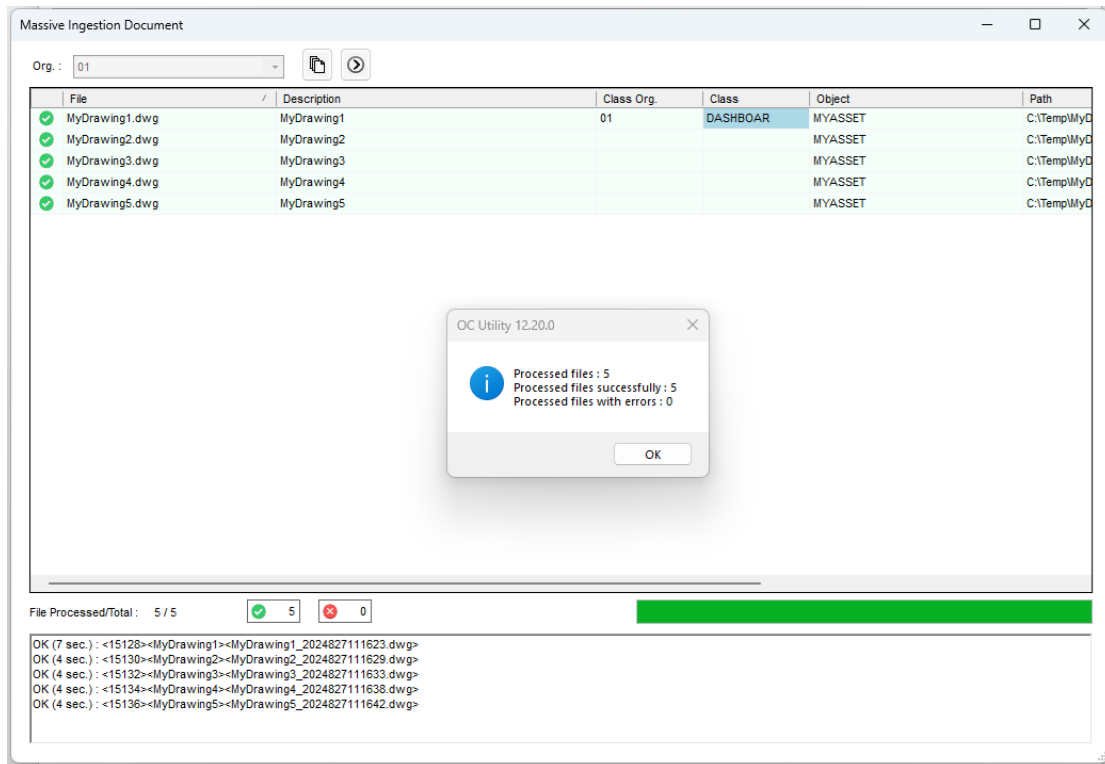 Massive Ingestion Document
Org. : 01
File / Description Class Org. Class Object Path
MyDrawing1.dwg MyDrawing1 01 DASHBOAR MYASSET C:\Temp\MyD
MyDrawing2.dwg MyDrawing2 MYASSET C:\Temp\MyD
MyDrawing3.dwg MyDrawing3 MYASSET C:\Temp\MyD
MyDrawing4.dwg MyDrawing4 MYASSET C:\Temp\MyD
MyDrawing5.dwg MyDrawing5 MYASSET C:\Temp\MyD
OC Utility 12.20.0
Processed files : 5
Processed files successfully : 5
Processed files with errors : 0
OK
File Processed/Total : 5 / 5 5 0
OK (7 sec.) : <15128><MyDrawing1><MyDrawing1_2024827111623.dwg>
OK (4 sec.) : <15130><MyDrawing2><MyDrawing2_2024827111629.dwg>
OK (4 sec.) : <15132><MyDrawing3><MyDrawing3_2024827111633.dwg>
OK (4 sec.) : <15134><MyDrawing4><MyDrawing4_2024827111638.dwg>
OK (4 sec.) : <15136><MyDrawing5><MyDrawing5_2024827111642.dwg>